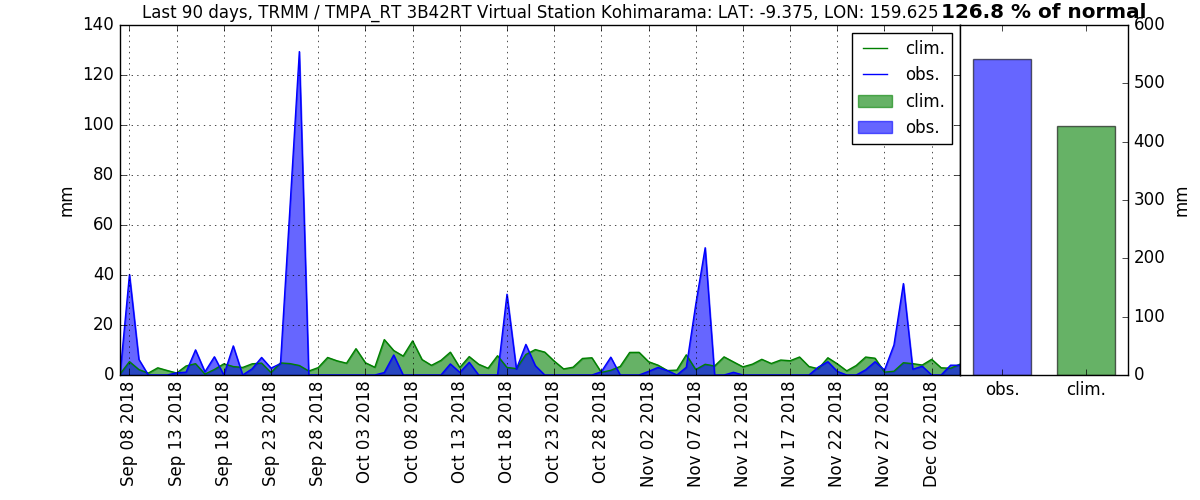 Last 90 days, TRMM / TMPA_RT 3B42RT Virtual Station Kohimarama: LAT: -9.375, LON: 159.625 126.8 % of normal
140
120
100
80
60
40
20
0
mm
clim.
obs.
clim.
obs.
600
500
400
300
200
100
0
mm
obs.
clim.
Sep 08 2018
Sep 13 2018
Sep 18 2018
Sep 23 2018
Sep 28 2018
Oct 03 2018
Oct 08 2018
Oct 13 2018
Oct 18 2018
Oct 23 2018
Oct 28 2018
Nov 02 2018
Nov 07 2018
Nov 12 2018
Nov 17 2018
Nov 22 2018
Nov 27 2018
Dec 02 2018